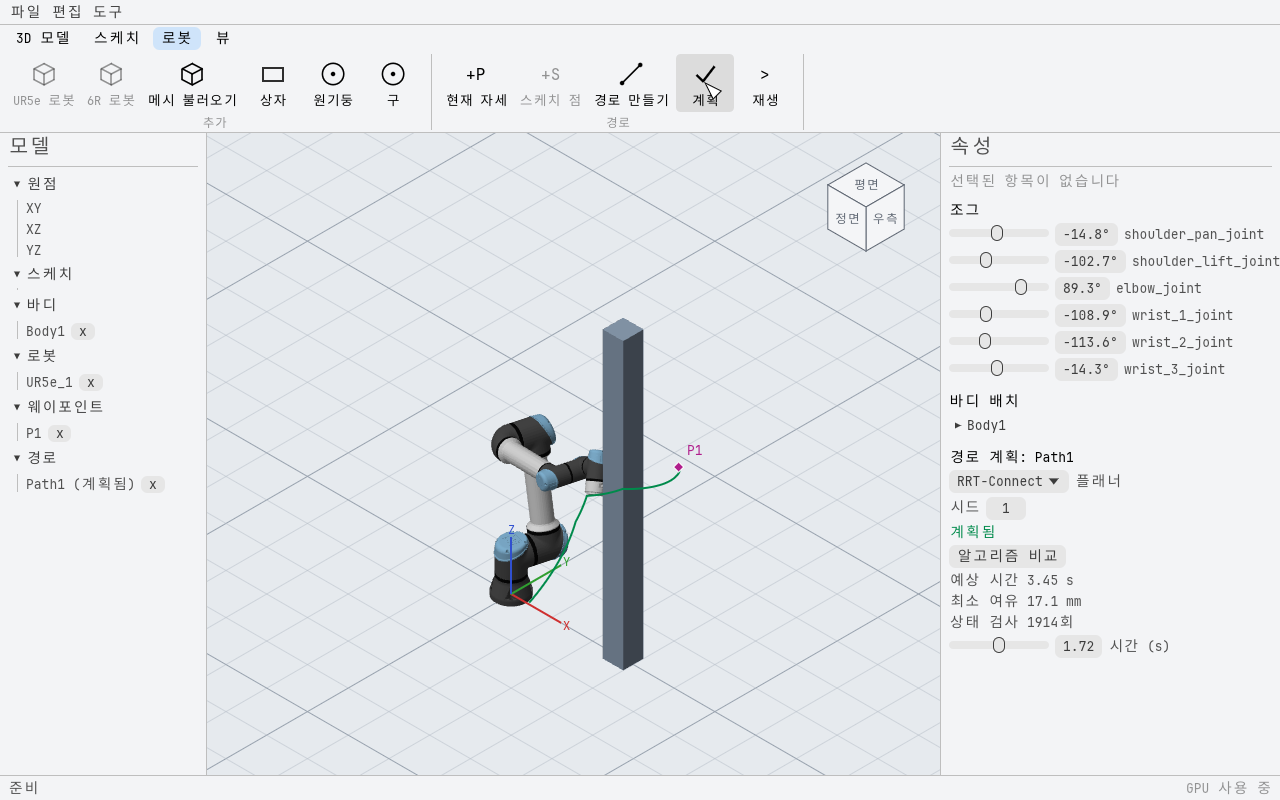 파일 편집 도구
3D 모델 스케치 로봇 뷰
UR5e 로봇 6R 로봇 메시 불러오기 상자 원기둥 구
추가
+P +S >
현재 자세 스케치 점 경로 만들기 계획 재생
경로
모델
▼ 원점
XY
XZ
YZ
▼ 스케치
▼ 바디
Body1 x
▼ 로봇
UR5e_1 x
▼ 웨이포인트
P1 x
▼ 경로
Path1 (계획됨) x
평면
정면 우측
P1
Z
Y
X
속성
선택된 항목이 없습니다
조그
-14.8° shoulder_pan_joint
-102.7° shoulder_lift_joint
89.3° elbow_joint
-108.9° wrist_1_joint
-113.6° wrist_2_joint
-14.3° wrist_3_joint
바디 배치
▶ Body1
경로 계획: Path1
RRT-Connect ▼ 플래너
시드 1
계획됨
알고리즘 비교
예상 시간 3.45 s
최소 여유 17.1 mm
상태 검사 1914회
1.72 시간 (s)
준비
GPU 사용 중